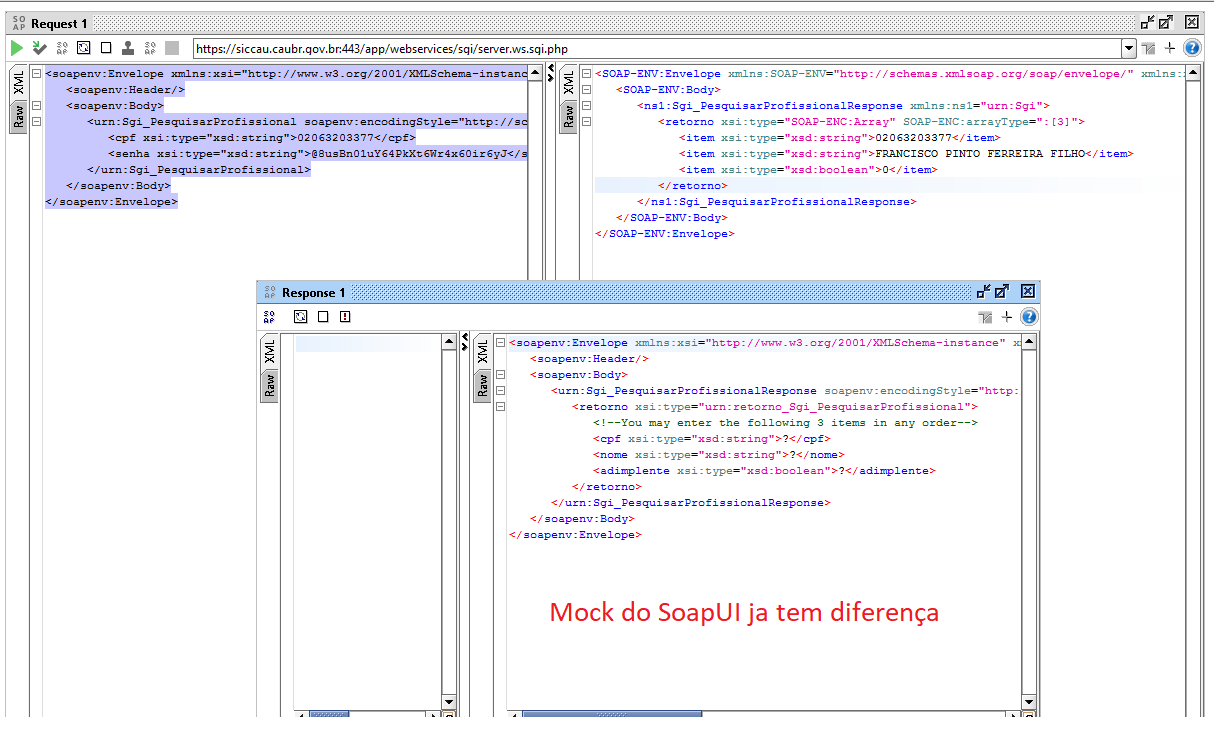 SO AP Request 1
SO AP SO AP https://siccau.caubr.gov.br:443/app/webservices/sqi/server.ws.sqi.php
XML
Raw
<soapenv:Envelope xmlns:xsi="http://www.w3.org/2001/XMLSchema-instanc
<soapenv:Header/>
<soapenv:Body>
<urn:Sgi_PesquisarProfissional soapenv:encodingStyle="http://sc
<cpf xsi:type="xsd:string">02063203377</cpf>
<senha xsi:type="xsd:string">@8usBn01uY64PkXt6Wr4x60ir6yJ</s
</urn:Sgi_PesquisarProfissional>
</soapenv:Body>
</soapenv:Envelope>
XML
Raw
<SOAP-ENV:Envelope xmlns:SOAP-ENV="http://schemas.xmlsoap.org/soap/envelope/" xmlns:
<SOAP-ENV:Body>
<ns1:Sgi_PesquisarProfissionalResponse xmlns:ns1="urn:Sgi">
<retorno xsi:type="SOAP-ENC:Array" SOAP-ENC:arrayType=":[3]">
<item xsi:type="xsd:string">02063203377</item>
<item xsi:type="xsd:string">FRANCISCO PINTO FERREIRA FILHO</item>
<item xsi:type="xsd:boolean">0</item>
</retorno>
</ns1:Sgi_PesquisarProfissionalResponse>
</SOAP-ENV:Body>
</SOAP-ENV:Envelope>
SO AP Response 1
SO AP
XML
Raw
XML
Raw
<soapenv:Envelope xmlns:xsi="http://www.w3.org/2001/XMLSchema-instance" x
<soapenv:Header/>
<soapenv:Body>
<urn:Sgi_PesquisarProfissionalResponse soapenv:encodingStyle="http:
<retorno xsi:type="urn:retorno_Sgi_PesquisarProfissional">
<!--You may enter the following 3 items in any order-->
<cpf xsi:type="xsd:string">?</cpf>
<nome xsi:type="xsd:string">?</nome>
<adimplente xsi:type="xsd:boolean">?</adimplente>
</retorno>
</urn:Sgi_PesquisarProfissionalResponse>
</soapenv:Body>
</soapenv:Envelope>
Mock do SoapUI ja tem diferença